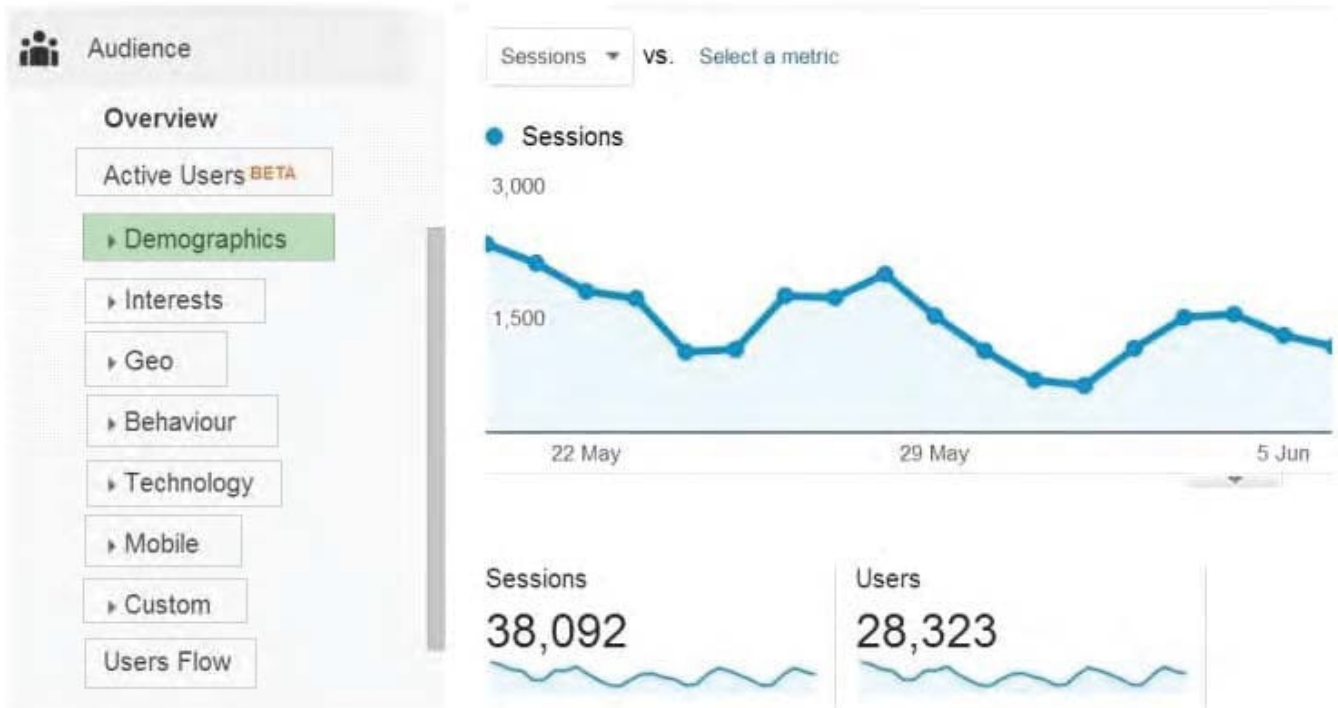 Audience
Overview
Active Users BETA
Demographics
Interests
Geo
Behaviour
Technology
Mobile
Custom
Users Flow
Sessions VS. Select a metric
Sessions
3,000
1,500
22 May 29 May 5 Jun
Sessions
38,092
Users
28,323